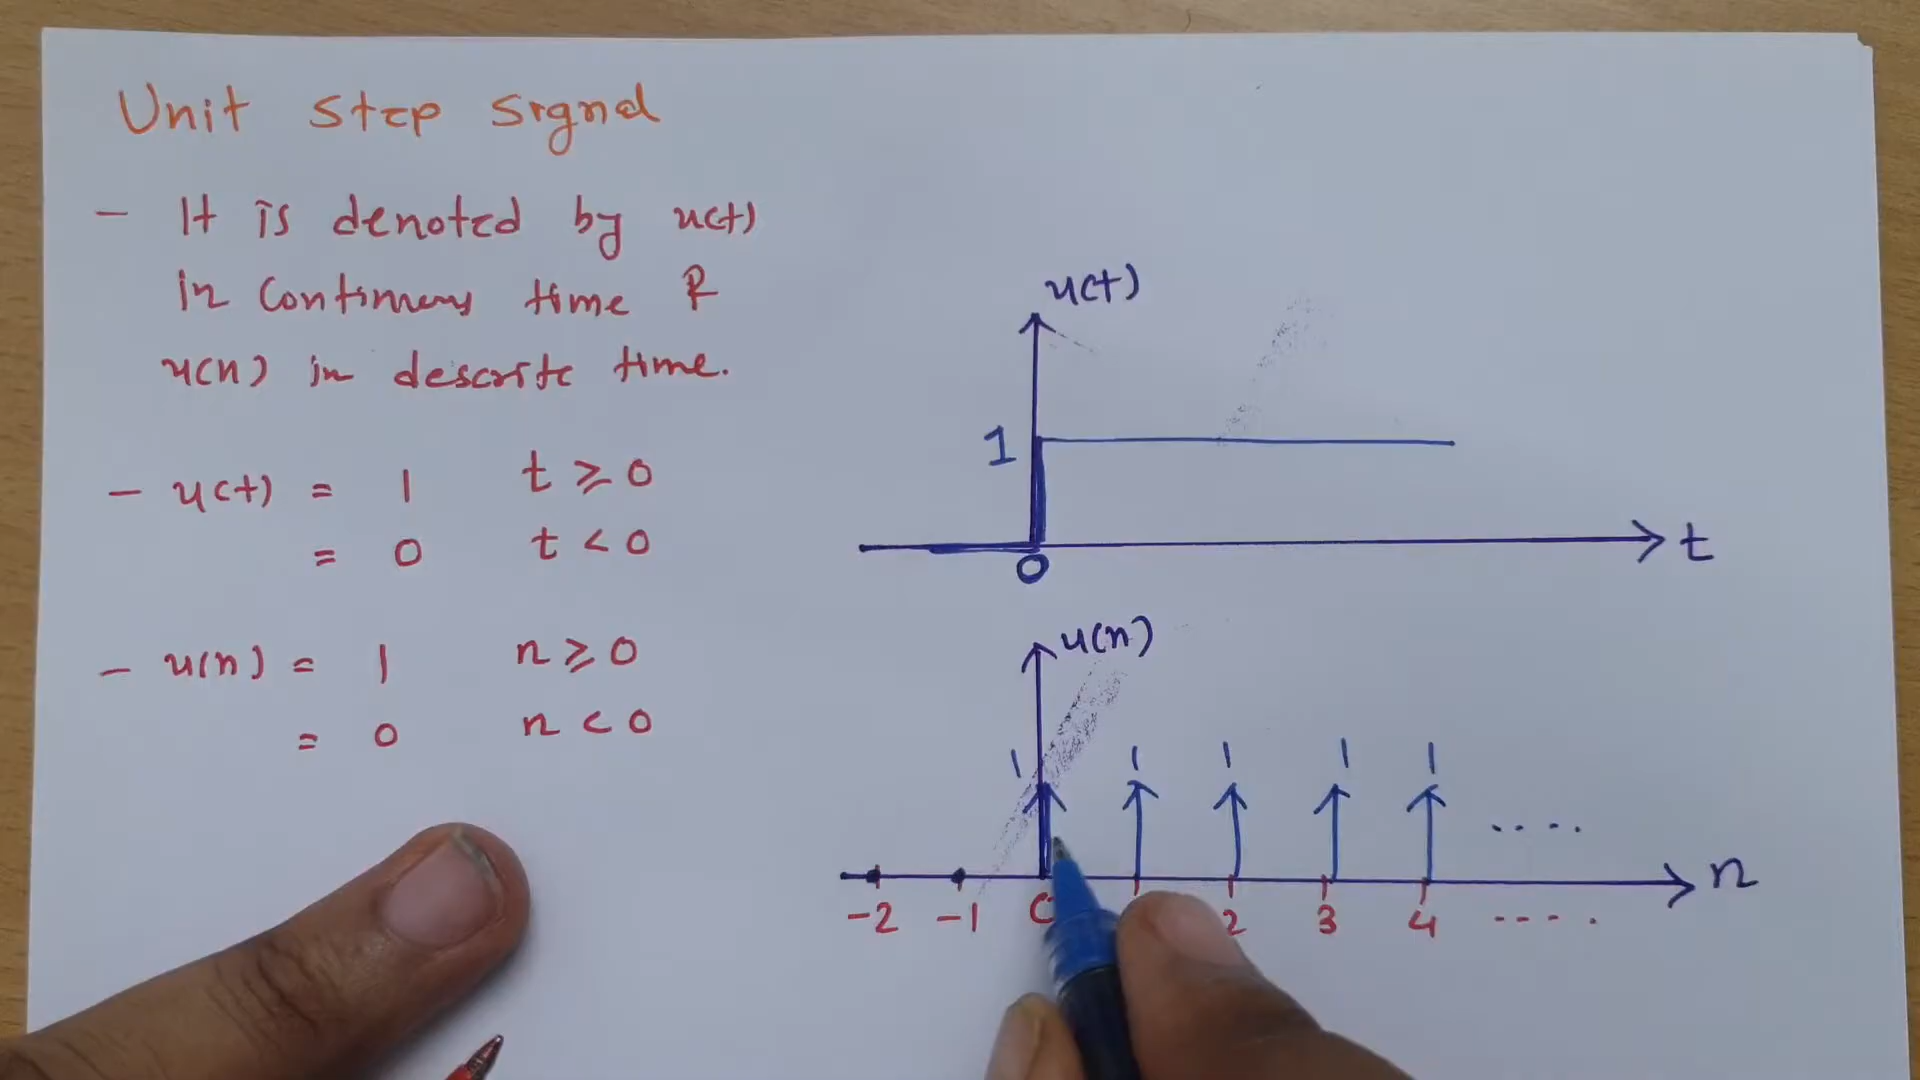 Unit Step Signal
- It is denoted by u(t)
in Continuous time &
u(n) in descrite time.
- u(t) = 1 t ≥ 0
= 0 t < 0
- u(n) = 1 n ≥ 0
= 0 n < 0
u(t)
1
0
t
u(n)
1 1 1 1 1
....
n
-2 -1 0 2 3 4 ....